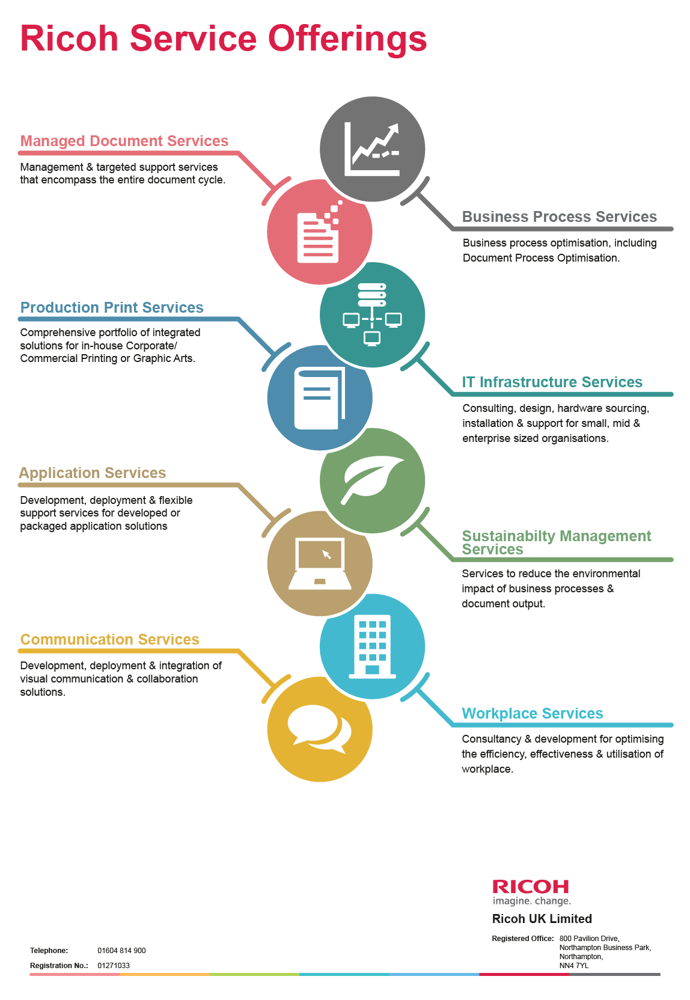 Ricoh Service Offerings
Managed Document Services
Management & targeted support services
that encompass the entire document cycle.
Business Process Services
Business process optimisation, including
Document Process Optimisation.
Production Print Services
Comprehensive portfolio of integrated
solutions for in-house Corporate/
Commercial Printing or Graphic Arts.
IT Infrastructure Services
Consulting, design, hardware sourcing,
installation & support for small, mid &
enterprise sized organisations.
Application Services
Development, deployment & flexible
support services for developed or
packaged application solutions
Sustainabilty Management
Services
Services to reduce the environmental
impact of business processes &
document output.
Communication Services
Development, deployment & integration of
visual communication & collaboration
solutions.
Workplace Services
Consultancy & development for optimising
the efficiency, effectiveness & utilisation of
workplace.
RICOH
imagine. change.
Ricoh UK Limited
Registered Office: 800 Pavilion Drive,
Northampton Business Park,
Northampton,
NN4 7YL
Telephone: 01604 814 900
Registration No.: 01271033